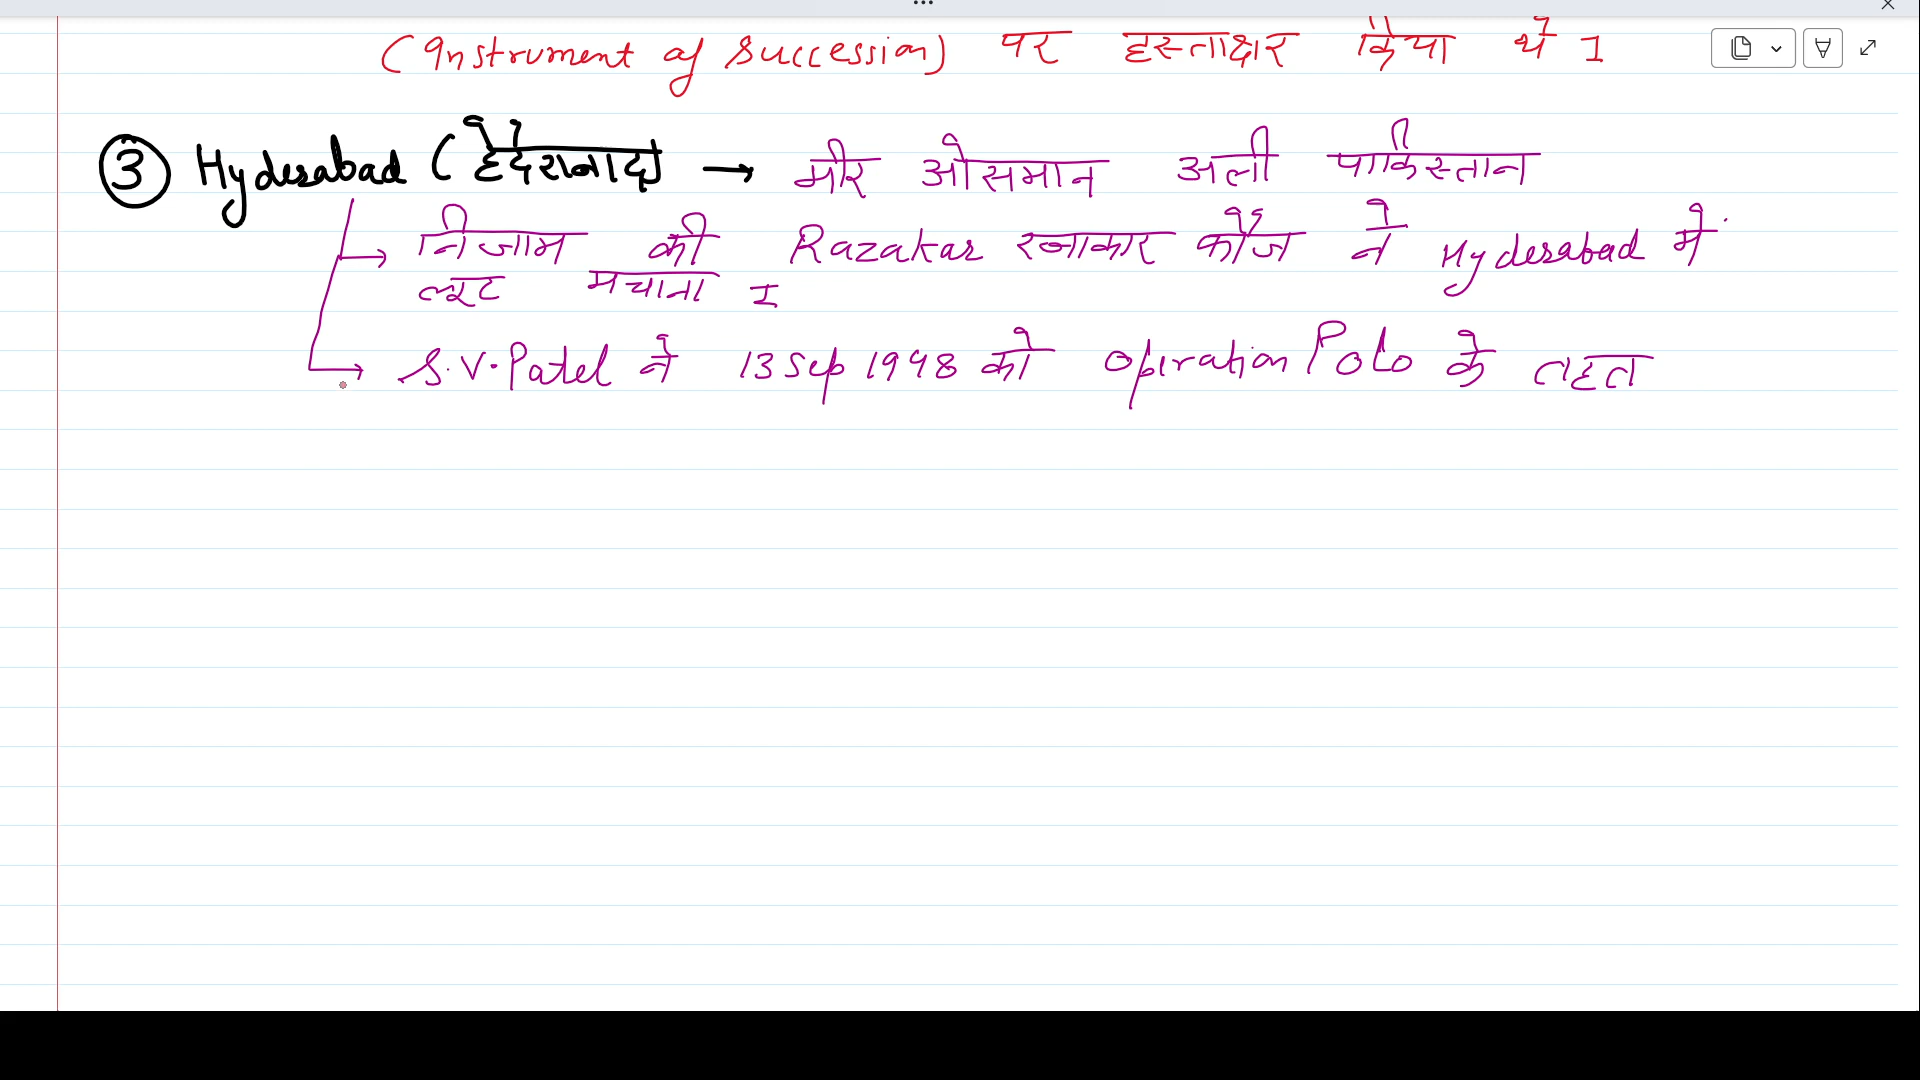 (Instrument of Succession) पर हस्ताक्षर किया थे I
③ Hyderabad (हैदेराबाद) → मीर ओसमान अली पाकिस्तान
→ निजाम की Razakar रजाकार फौज ने Hyderabad में
लूट मचाना I
→ S.V. Patel ने 13 Sep 1948 को Operation Polo के तहत